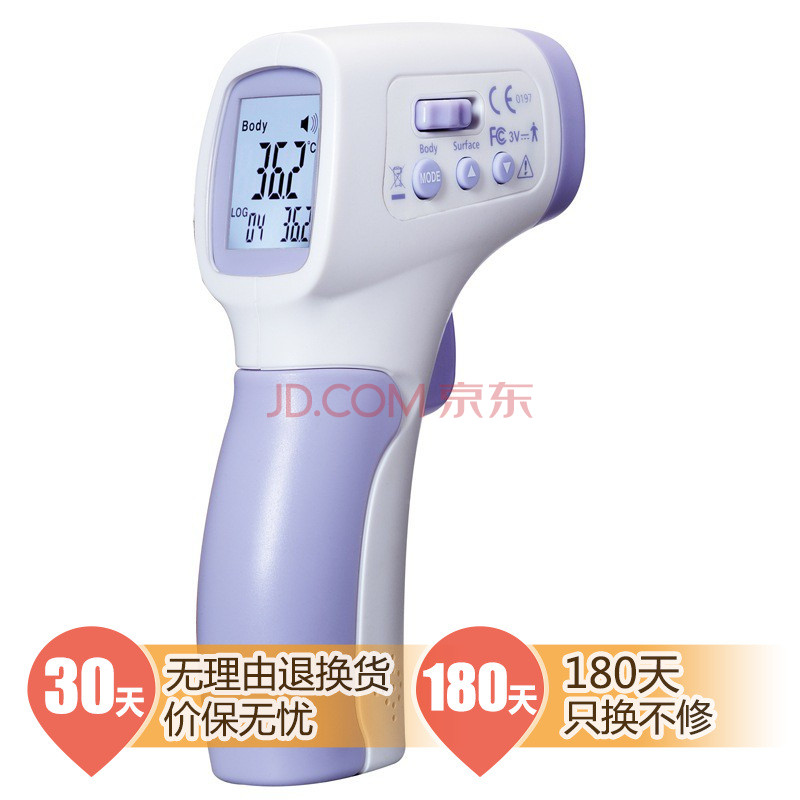 Body
36.2 °C
LOG 04 36.2
CE 0197
FC 3V
Body Surface
MODE
JD.COM 京东
30天
无理由退换货
价保无忧
180天
180天
只换不修